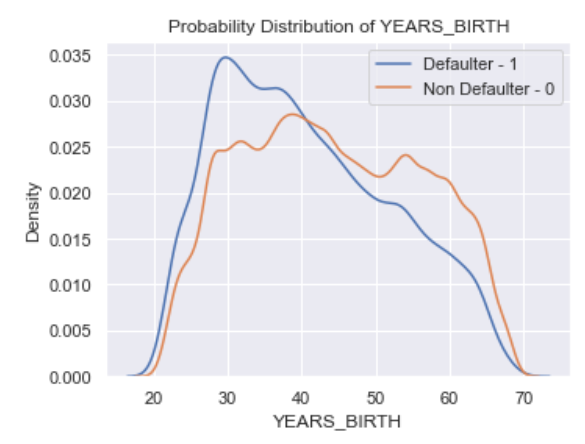 Probability Distribution of YEARS_BIRTH
Defaulter - 1
Non Defaulter - 0
Density
0.035
0.030
0.025
0.020
0.015
0.010
0.005
0.000
20 30 40 50 60 70
YEARS_BIRTH